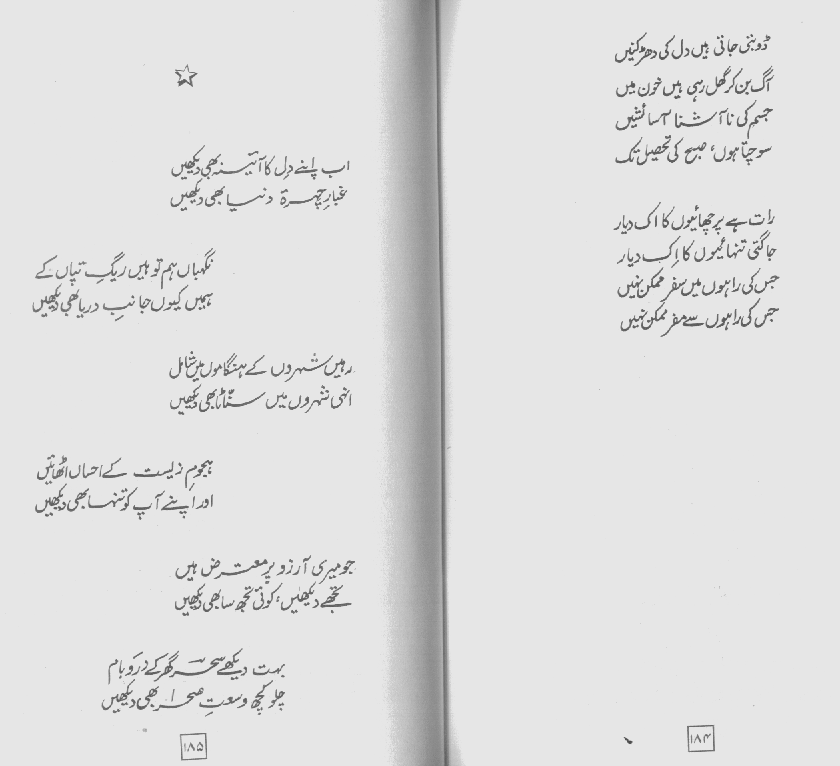 ڈوبتی جاتی ہیں دل کی دھڑکنیں
آگ بن کر گھل رہی ہیں خون میں
جسم کی نا آشنا آسائشیں
سوچتا ہوں، صبح کی تحصیل تک
رات ہے پرچھائیوں کا اک دیار
جاگتی تنہائیوں کا اِک دیار
جس کی راہوں میں سفر ممکن نہیں
جس کی راہوں سے مفر ممکن نہیں
۱۸۴
اب اپنے دِل کا آئینہ بھی دیکھیں
غبارِ چہرۂ دنیا بھی دیکھیں
نگہباں ہم تو ہیں ریگِ تپاں کے
ہمیں کیوں جانبِ دریا بھی دیکھیں
رہیں شہروں کے ہنگاموں میں شامل
انہی شہروں میں سنّاٹا بھی دیکھیں
ہجومِ زیست کے احساں اٹھائیں
اور اپنے آپ کو تنہا بھی دیکھیں
جو میری آرزو پر معترض ہیں
تجھے دیکھیں، کوئی تجھ سا بھی دیکھیں
بہت دیکھے سحر گھر کے در و بام
چلو کچھ وسعتِ صحرا بھی دیکھیں
۱۸۵